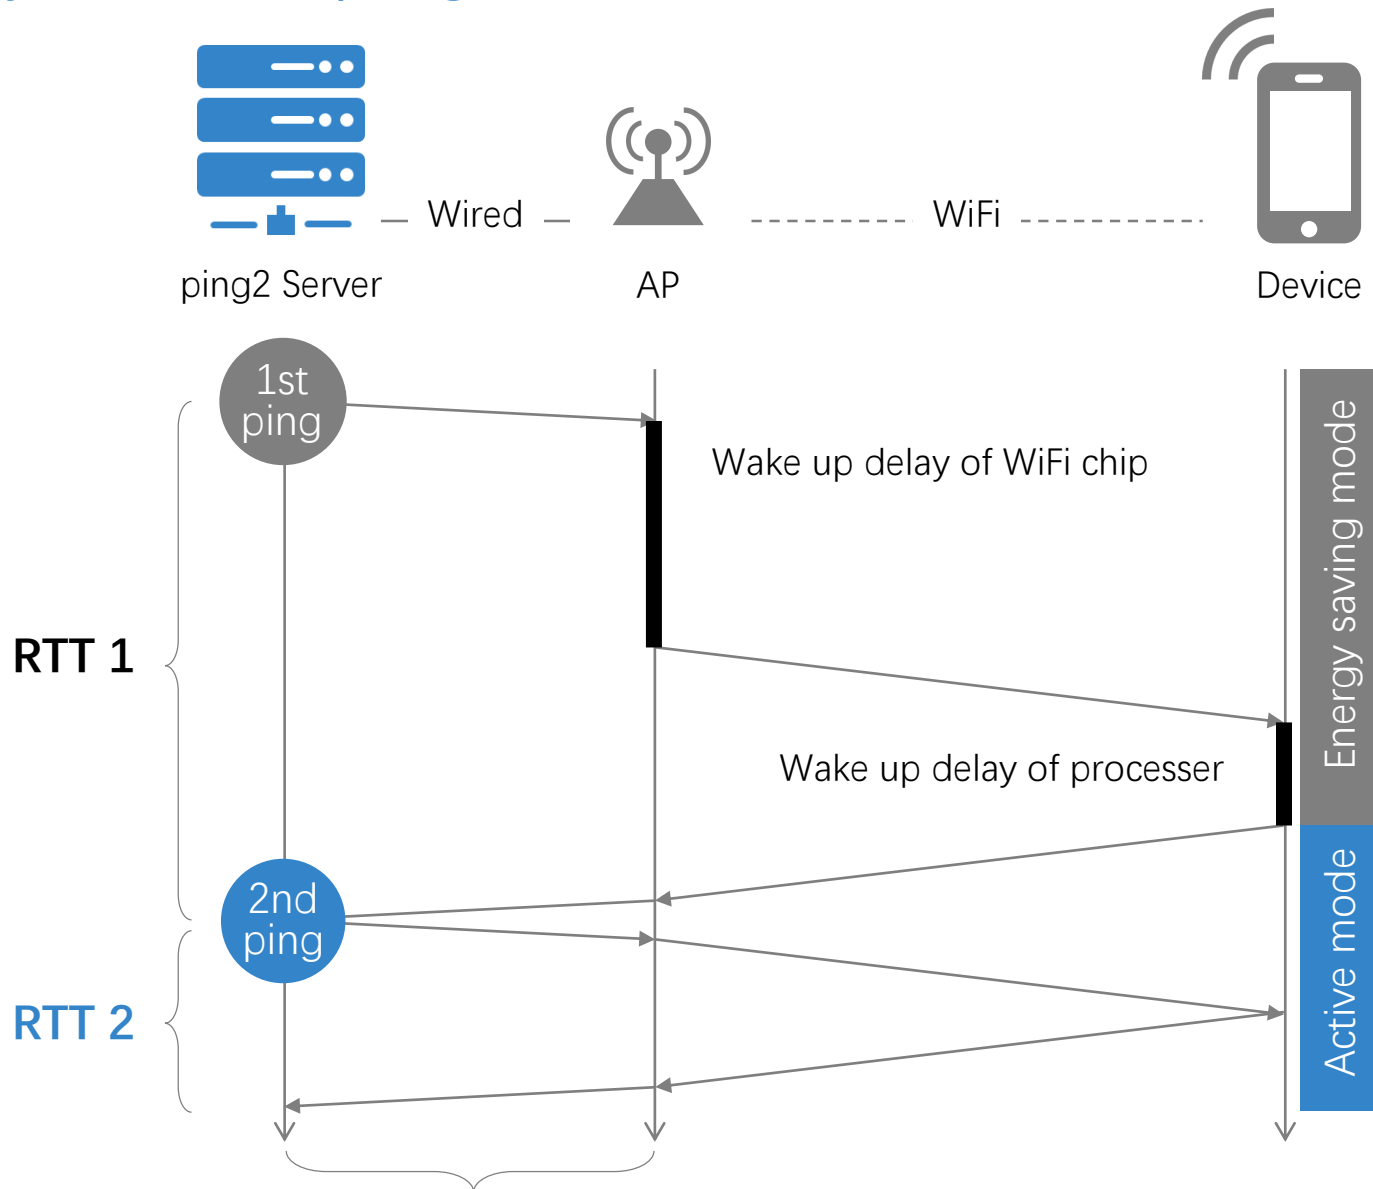 Wired
WiFi
ping2 Server
AP
Device
1st
ping
Wake up delay of WiFi chip
Energy saving mode
RTT 1
Wake up delay of processer
2nd
ping
Active mode
RTT 2